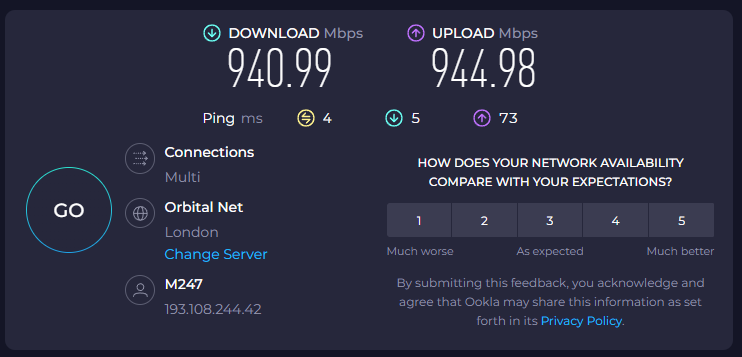 DOWNLOAD Mbps
940.99
UPLOAD Mbps
944.98
Ping ms 4 5 73
Connections
Multi
Orbital Net
London
Change Server
M247
193.108.244.42
GO
HOW DOES YOUR NETWORK AVAILABILITY
COMPARE WITH YOUR EXPECTATIONS?
1 2 3 4 5
Much worse As expected Much better
By submitting this feedback, you acknowledge and
agree that Ookla may share this information as set
forth in its Privacy Policy.